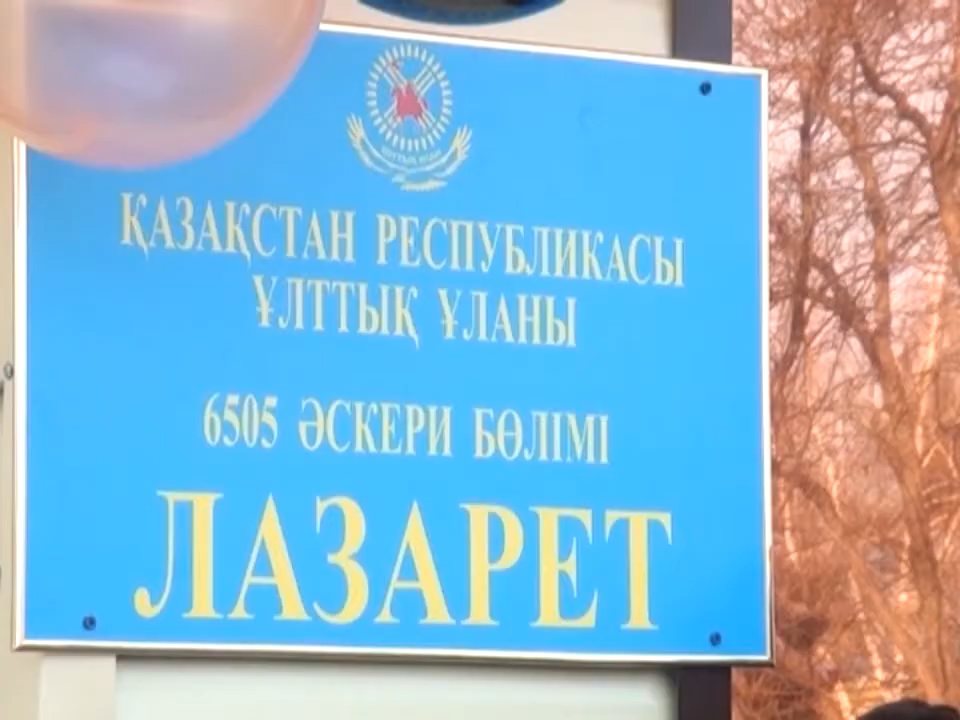 ҚАЗАҚСТАН РЕСПУБЛИКАСЫ
ҰЛТТЫҚ ҰЛАНЫ
6505 ӘСКЕРИ БӨЛІМІ
ЛАЗАРЕТ